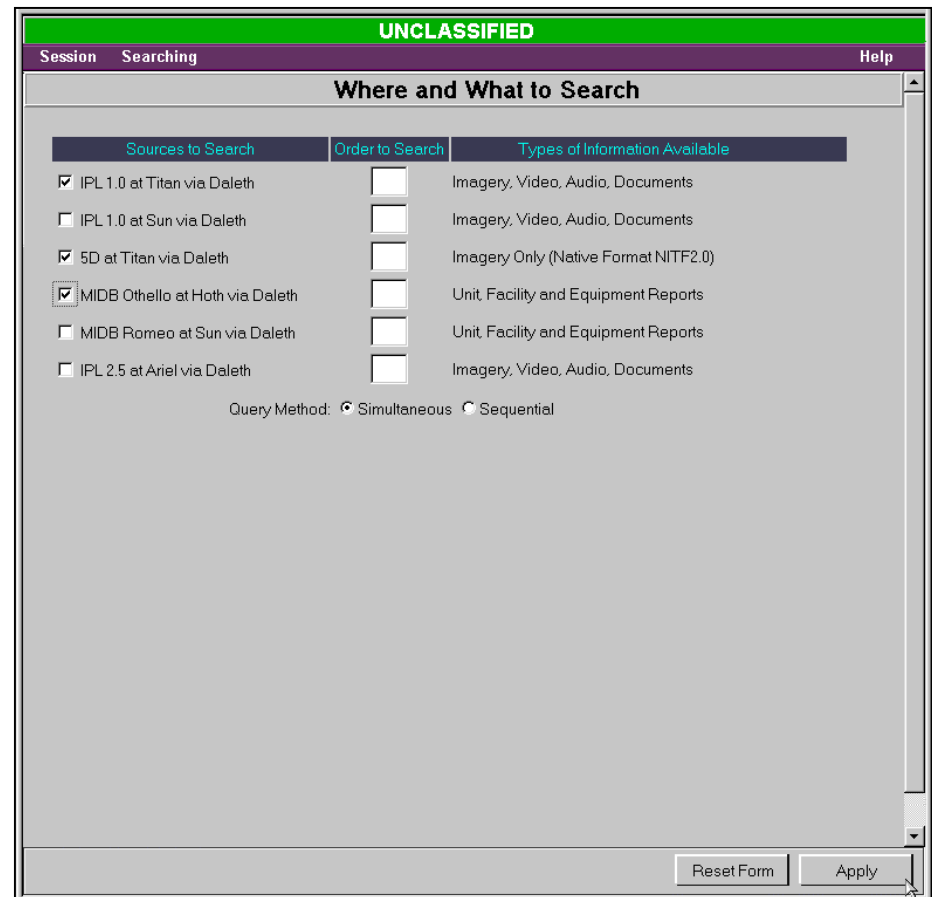 UNCLASSIFIED
Session Searching Help
Where and What to Search
Sources to Search Order to Search Types of Information Available
IPL 1.0 at Titan via Daleth Imagery, Video, Audio, Documents
IPL 1.0 at Sun via Daleth Imagery, Video, Audio, Documents
5D at Titan via Daleth Imagery Only (Native Format NITF2.0)
MIDB Othello at Hoth via Daleth Unit, Facility and Equipment Reports
MIDB Romeo at Sun via Daleth Unit, Facility and Equipment Reports
IPL 2.5 at Ariel via Daleth Imagery, Video, Audio, Documents
Query Method: Simultaneous Sequential
Reset Form Apply